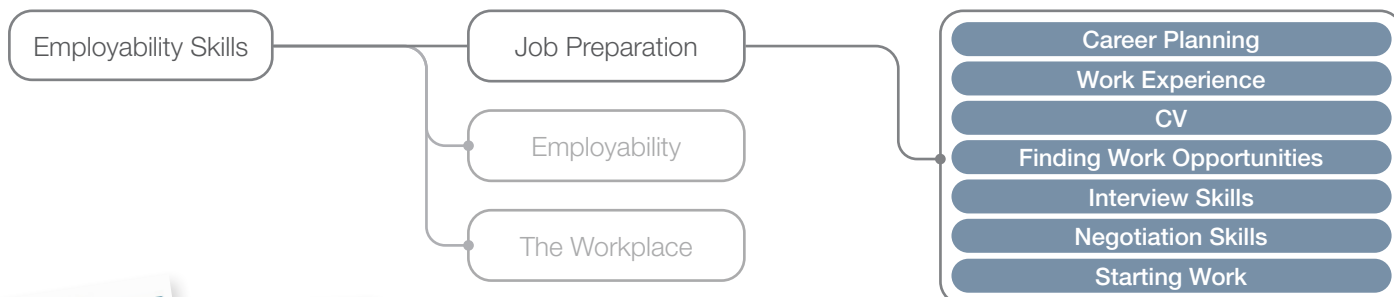 Employability Skills
Job Preparation
Employability
The Workplace
Career Planning
Work Experience
CV
Finding Work Opportunities
Interview Skills
Negotiation Skills
Starting Work